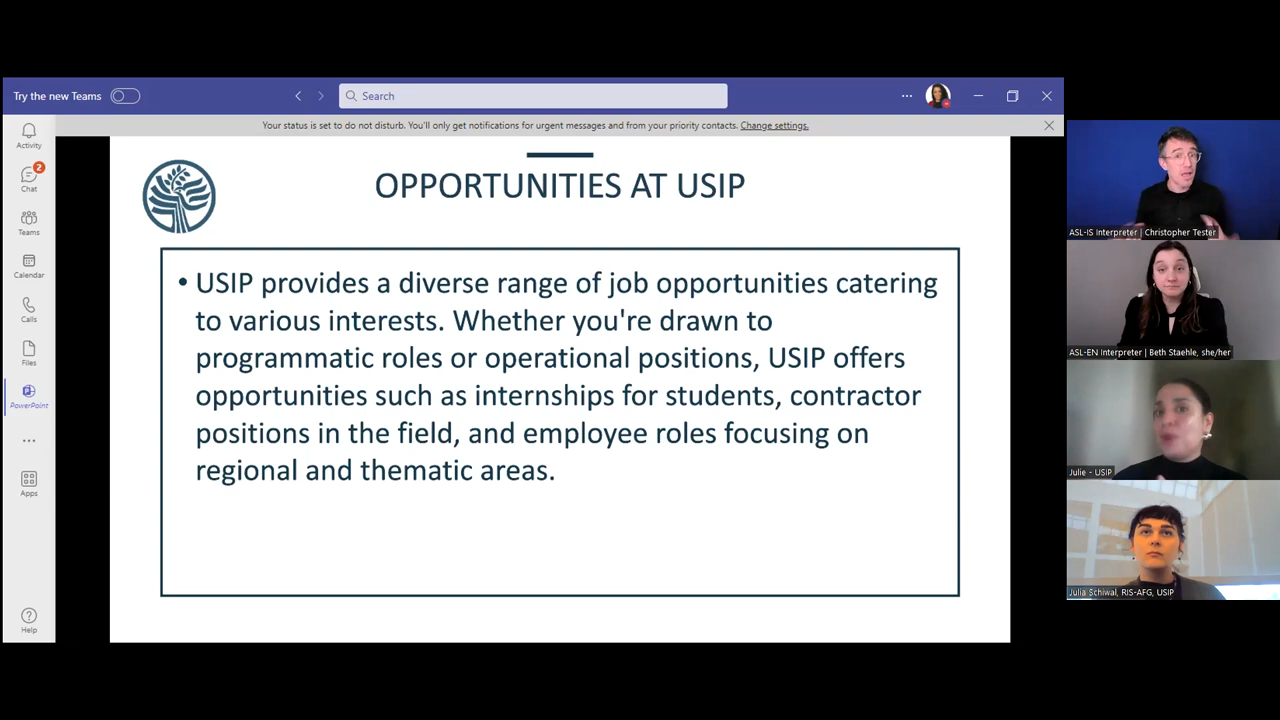 Try the new Teams
Search
Your status is set to do not disturb. You'll only get notifications for urgent messages and from your priority contacts. Change settings.
Activity
2
Chat
Teams
Calendar
Calls
Files
PowerPoint
Apps
Help
OPPORTUNITIES AT USIP
• USIP provides a diverse range of job opportunities catering
to various interests. Whether you're drawn to
programmatic roles or operational positions, USIP offers
opportunities such as internships for students, contractor
positions in the field, and employee roles focusing on
regional and thematic areas.
ASL-IS Interpreter | Christopher Tester
ASL-EN Interpreter | Beth Staehle, she/her
Julie - USIP
Julia Schiwal, RIS-AFG, USIP